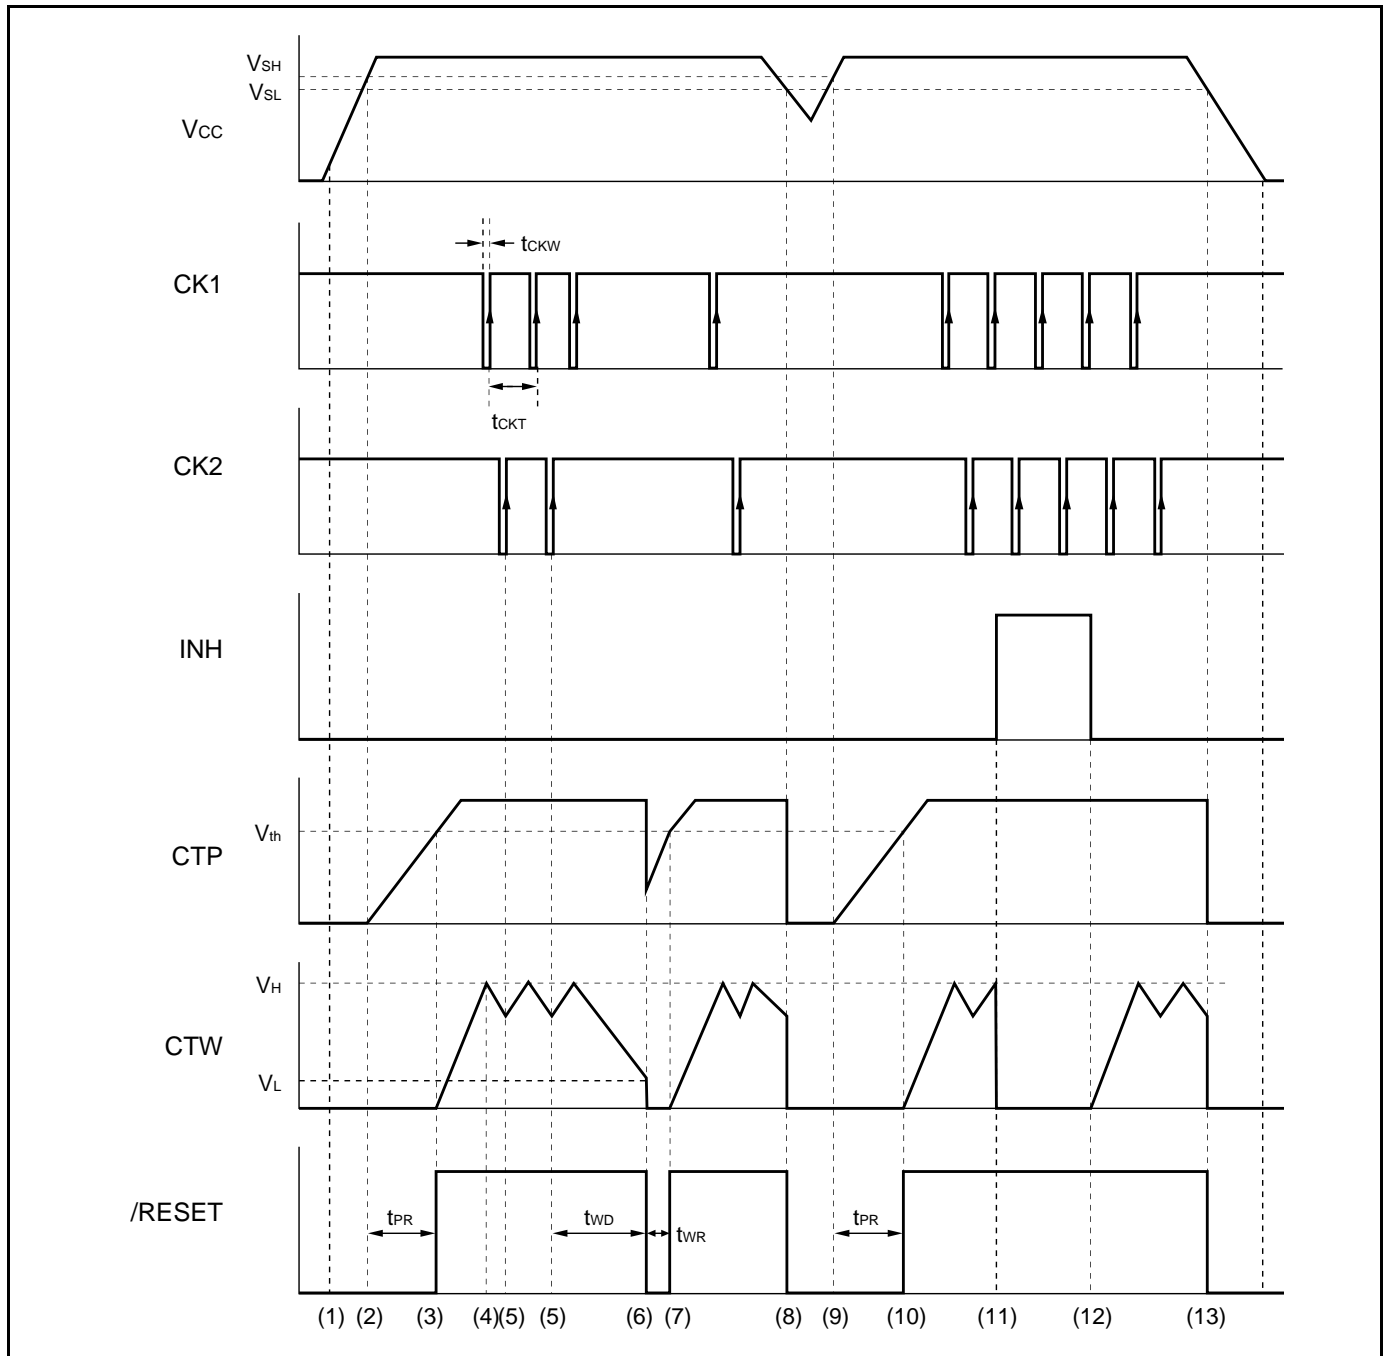 VSH
VSL
VCC
tCKW
CK1
tCKT
CK2
INH
Vth
CTP
VH
CTW
VL
/RESET
tPR
tWD
tWR
tPR
(1) (2) (3) (4)(5) (5) (6) (7) (8) (9) (10) (11) (12) (13)